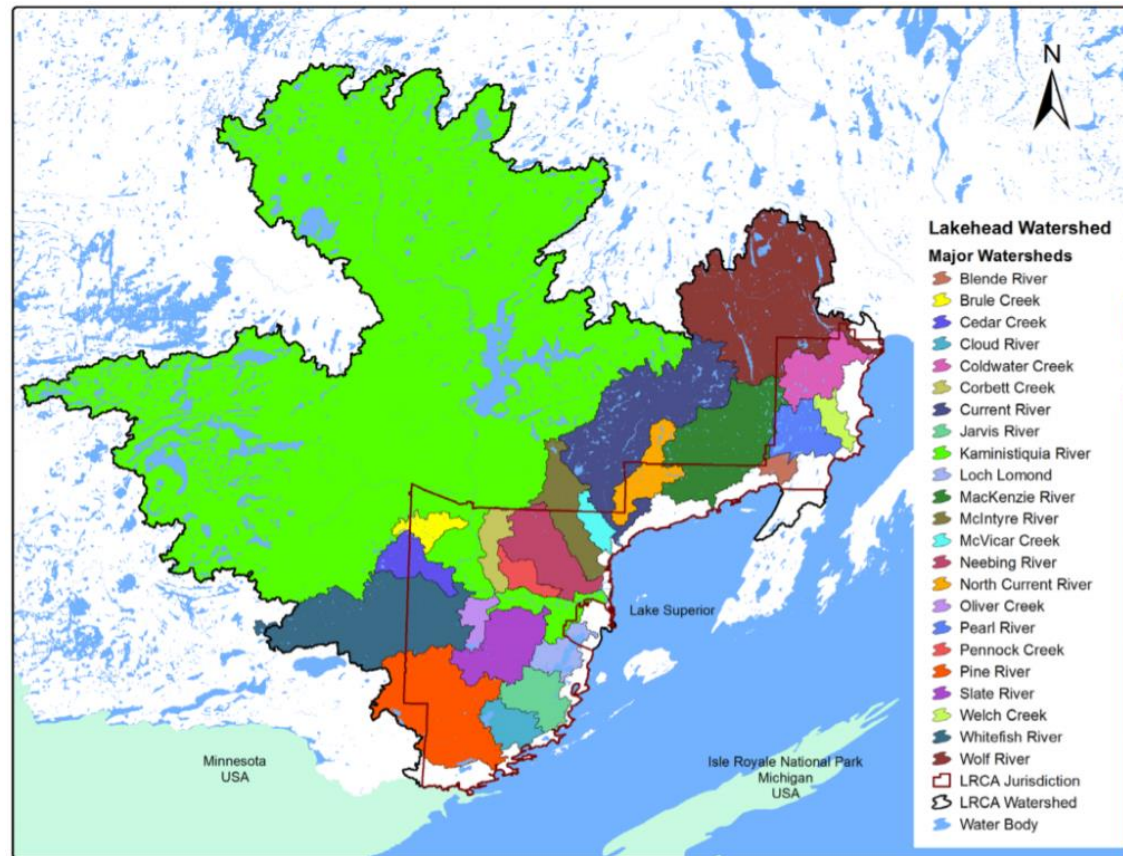 N
Lakehead Watershed
Major Watersheds
Blende River
Brule Creek
Cedar Creek
Cloud River
Coldwater Creek
Corbett Creek
Current River
Jarvis River
Kaministiquia River
Loch Lomond
MacKenzie River
McIntyre River
McVicar Creek
Neebing River
North Current River
Oliver Creek
Pearl River
Pennock Creek
Pine River
Slate River
Welch Creek
Whitefish River
Wolf River
LRCA Jurisdiction
LRCA Watershed
Water Body
Lake Superior
Minnesota
USA
Isle Royale National Park
Michigan
USA